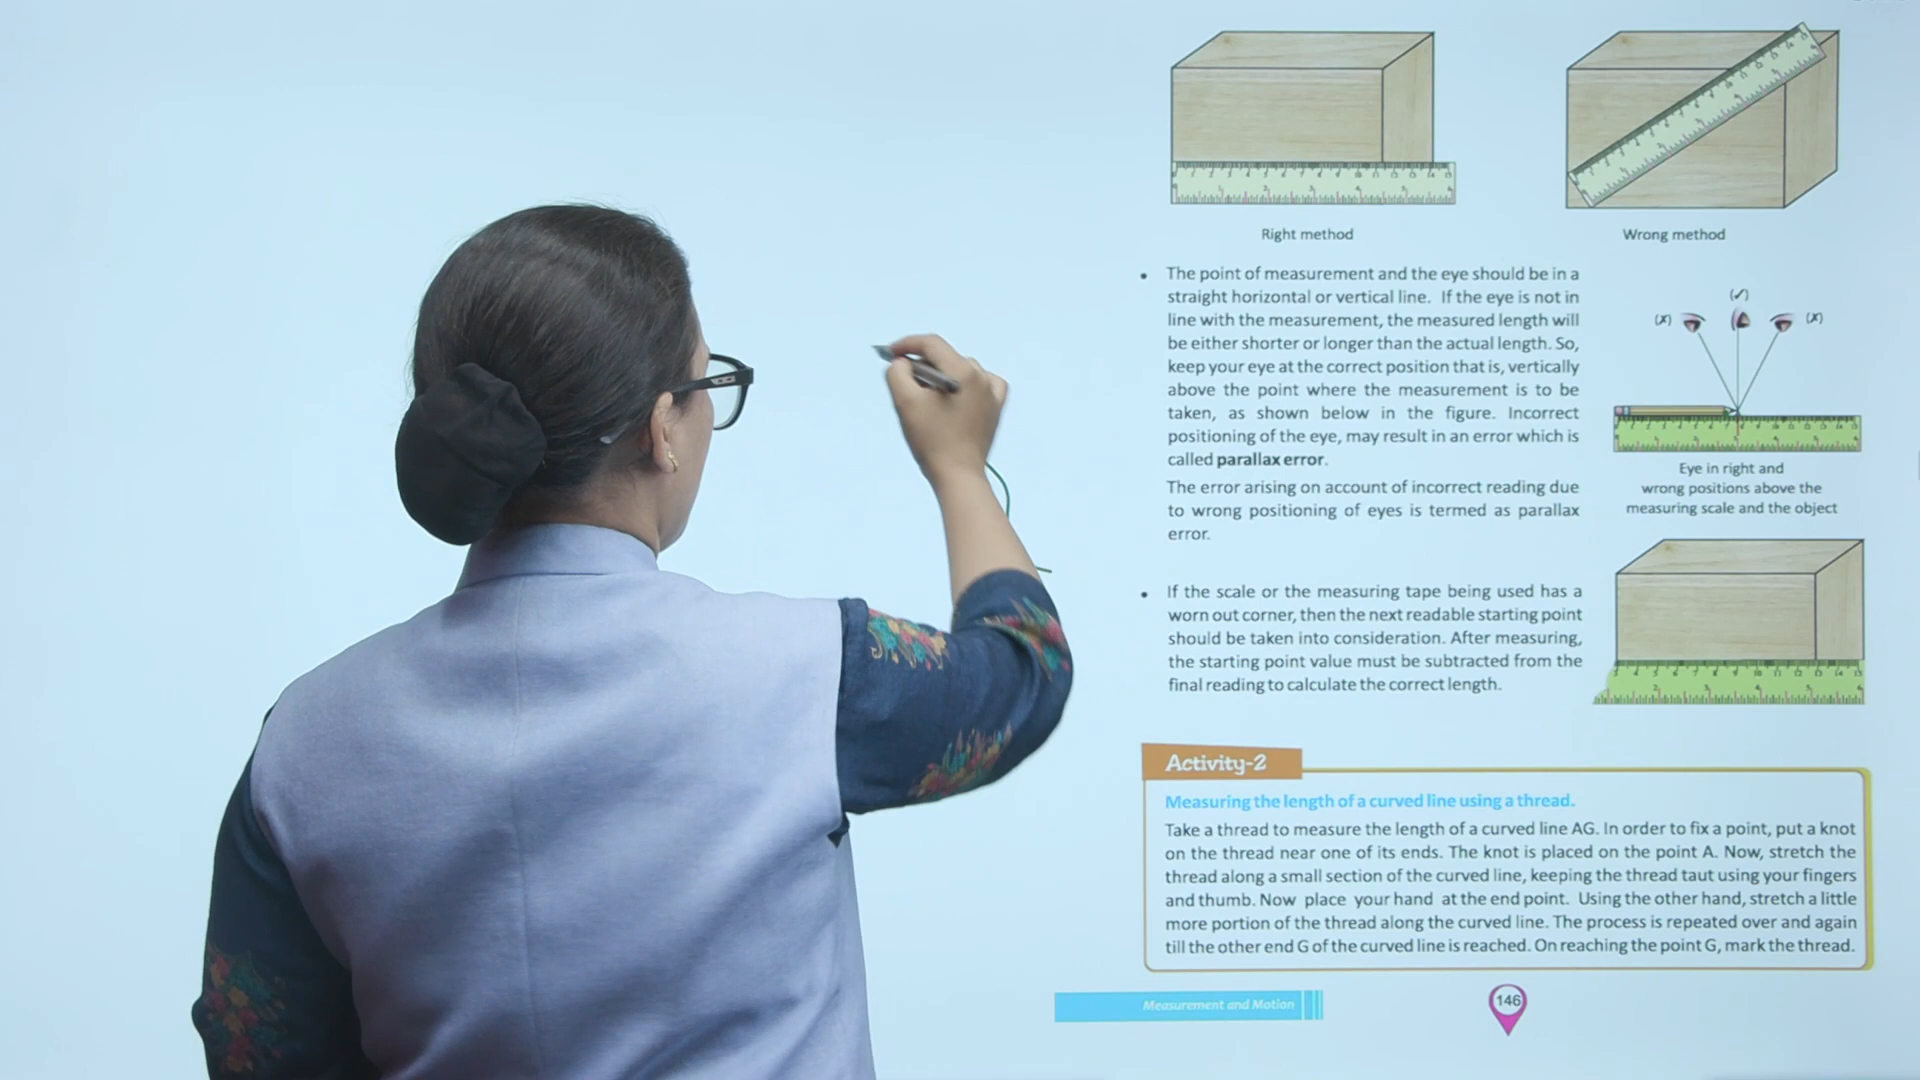 Right method
Wrong method
• The point of measurement and the eye should be in a
straight horizontal or vertical line. If the eye is not in
line with the measurement, the measured length will
be either shorter or longer than the actual length. So,
keep your eye at the correct position that is, vertically
above the point where the measurement is to be
taken, as shown below in the figure. Incorrect
positioning of the eye, may result in an error which is
called parallax error.
The error arising on account of incorrect reading due
to wrong positioning of eyes is termed as parallax
error.
(✓)
(✗) (✗)
Eye in right and
wrong positions above the
measuring scale and the object
• If the scale or the measuring tape being used has a
worn out corner, then the next readable starting point
should be taken into consideration. After measuring,
the starting point value must be subtracted from the
final reading to calculate the correct length.
Activity-2
Measuring the length of a curved line using a thread.
Take a thread to measure the length of a curved line AG. In order to fix a point, put a knot
on the thread near one of its ends. The knot is placed on the point A. Now, stretch the
thread along a small section of the curved line, keeping the thread taut using your fingers
and thumb. Now place your hand at the end point. Using the other hand, stretch a little
more portion of the thread along the curved line. The process is repeated over and again
till the other end G of the curved line is reached. On reaching the point G, mark the thread.
Measurement and Motion
146